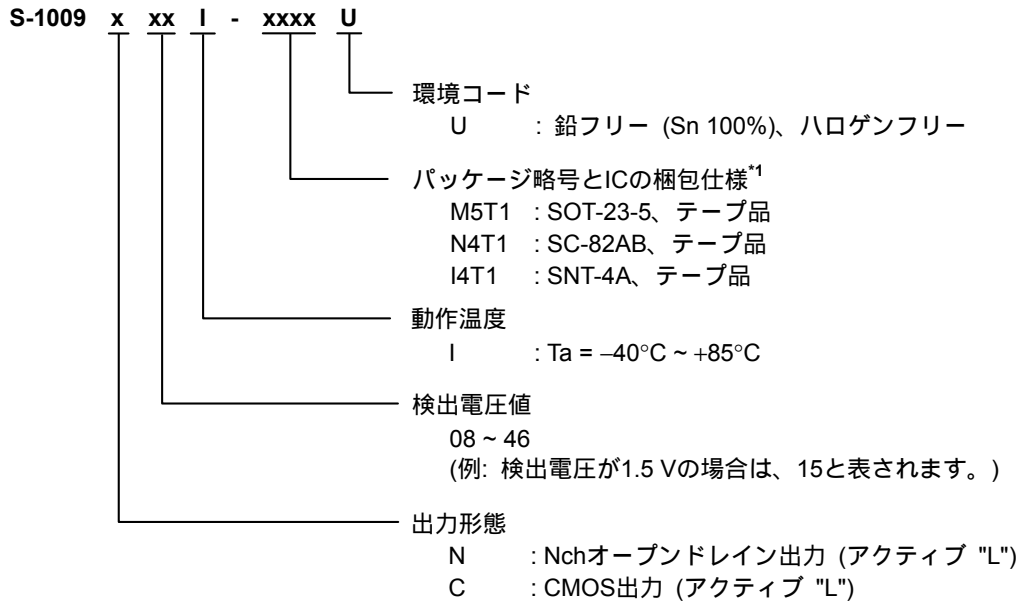 S-1009 x xx I - xxxx U
環境コード
U : 鉛フリー (Sn 100%)、ハロゲンフリー
パッケージ略号とICの梱包仕様*1
M5T1 : SOT-23-5、テープ品
N4T1 : SC-82AB、テープ品
I4T1 : SNT-4A、テープ品
動作温度
I : Ta = −40°C ~ +85°C
検出電圧値
08 ~ 46
(例: 検出電圧が1.5 Vの場合は、15と表されます。)
出力形態
N : Nchオープンドレイン出力 (アクティブ "L")
C : CMOS出力 (アクティブ "L")